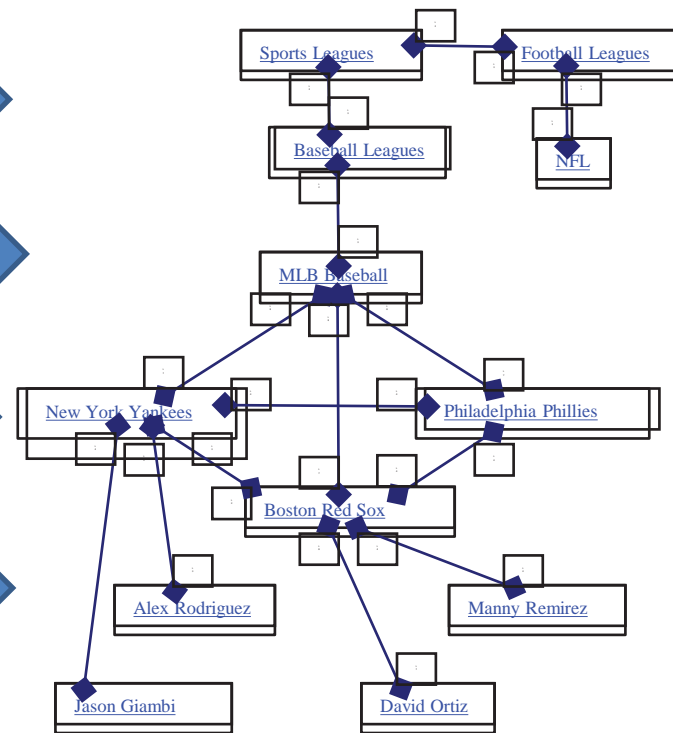 Sports Leagues
Football Leagues
Baseball Leagues
NFL
MLB Baseball
New York Yankees
Philadelphia Phillies
Boston Red Sox
Alex Rodriguez
Manny Remirez
Jason Giambi
David Ortiz